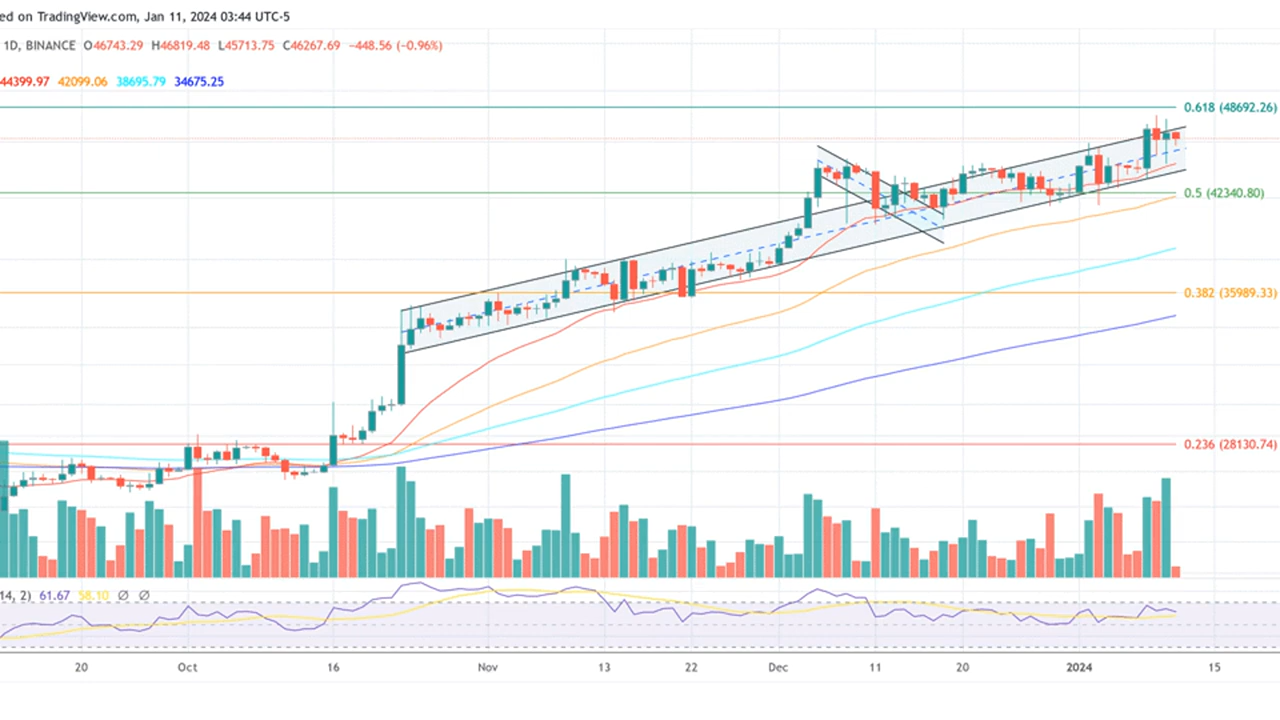 ed on TradingView.com, Jan 11, 2024 03:44 UTC-5
1D, BINANCE O46743.29 H46819.48 L45713.75 C46267.69 −448.56 (−0.96%)
44399.97 42099.06 38695.79 34675.25
0.618 (48692.26)
0.5 (42340.80)
0.382 (35989.33)
0.236 (28130.74)
14, 2) 61.67 58.10 ∅ ∅
20 Oct 16 Nov 13 22 Dec 11 20 2024 15